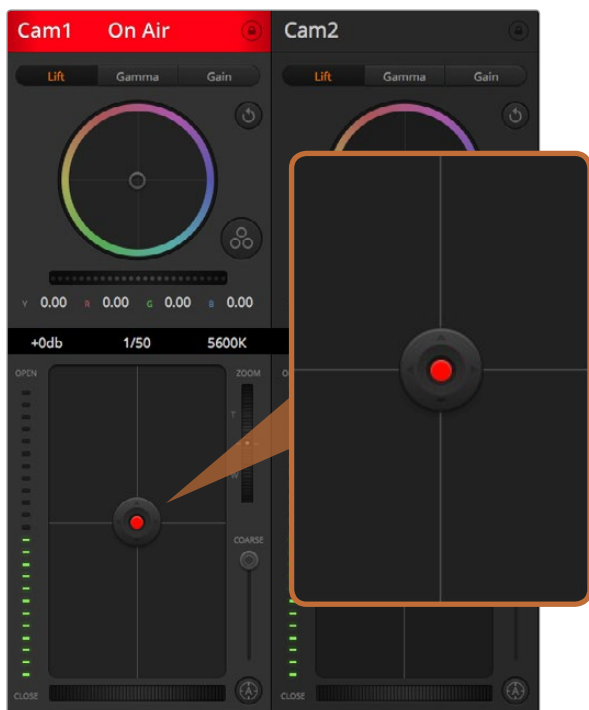 Cam1 On Air Cam2
Lift Gamma Gain Lift Gamma Gain
Y 0.00 R 0.00 G 0.00 B 0.00
+0db 1/50 5600K
OPEN ZOOM
T
W
COARSE
CLOSE A CLOSE A